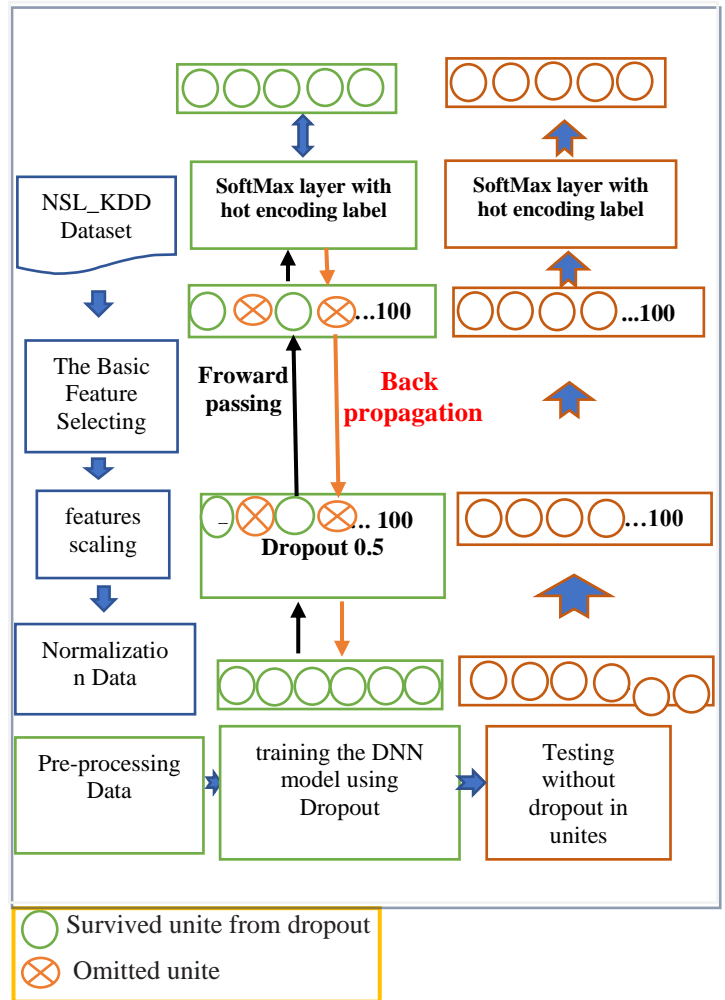 NSL_KDD
Dataset
The Basic
Feature
Selecting
features
scaling
Normalizatio
n Data
Pre-processing
Data
SoftMax layer with
hot encoding label
...100
Froward
passing
Back
propagation
... 100
Dropout 0.5
training the DNN
model using
Dropout
SoftMax layer with
hot encoding label
...100
...100
Testing
without
dropout in
unites
Survived unite from dropout
Omitted unite